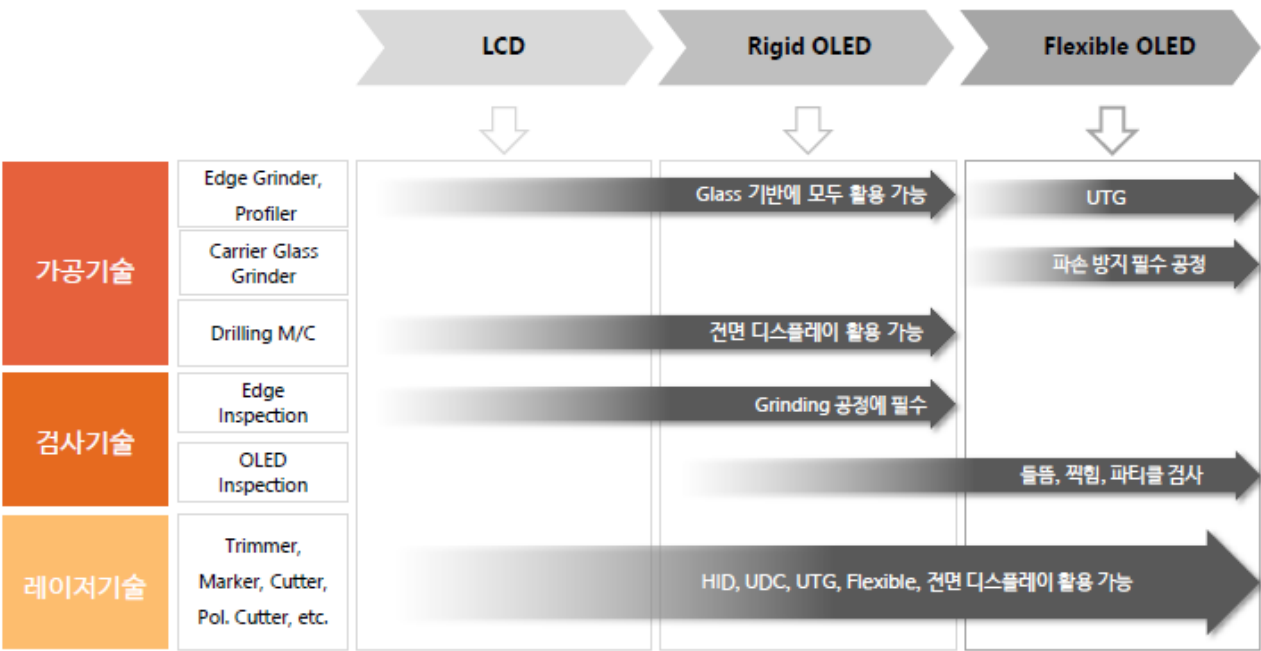 LCD
Rigid OLED
Flexible OLED
가공기술
Edge Grinder,
Profiler
Glass 기반에 모두 활용 가능
UTG
Carrier Glass
Grinder
파손 방지 필수 공정
Drilling M/C
전면 디스플레이 활용 가능
검사기술
Edge
Inspection
Grinding 공정에 필수
OLED
Inspection
들뜸, 찍힘, 파티클 검사
레이저기술
Trimmer,
Marker, Cutter,
Pol. Cutter, etc.
HID, UDC, UTG, Flexible, 전면 디스플레이 활용 가능